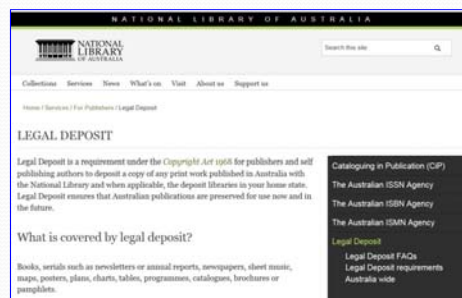 NATIONAL LIBRARY OF AUSTRALIA
NATIONAL
LIBRARY
OF AUSTRALIA
Search this site
Collections Services News What's on Visit About us Support us
Home / Services / For Publishers / Legal Deposit
LEGAL DEPOSIT
Legal Deposit is a requirement under the Copyright Act 1968 for publishers and self
publishing authors to deposit a copy of any print work published in Australia with
the National Library and when applicable, the deposit libraries in your home state.
Legal Deposit ensures that Australian publications are preserved for use now and in
the future.
What is covered by legal deposit?
Books, serials such as newsletters or annual reports, newspapers, sheet music,
maps, posters, plans, charts, tables, programmes, catalogues, brochures or
pamphlets.
Cataloguing in Publication (CiP)
The Australian ISSN Agency
The Australian ISBN Agency
The Australian ISMN Agency
Legal Deposit
Legal Deposit FAQs
Legal Deposit requirements
Australia wide